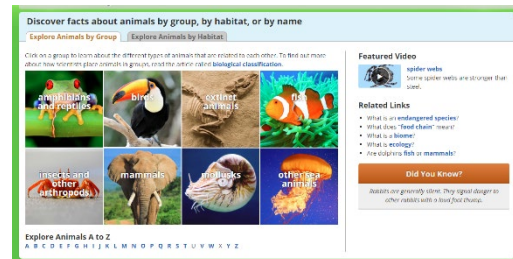 Discover facts about animals by group, by habitat, or by name
Explore Animals by Group
Explore Animals by Habitat
Click on a group to learn about the different types of animals that are related to each other. To find out more
about how scientists place animals in groups, read the article called biological classification.
amphibians
and reptiles
birds
extinct
animals
fish
insects and
other
arthropods
mammals
mollusks
other sea
animals
Explore Animals A to Z
A B C D E F G H I J K L M N O P Q R S T U V W X Y Z
Featured Video
spider webs
Some spider webs are stronger than
steel.
Related Links
What is an endangered species?
What does "food chain" mean?
What is a biome?
What is ecology?
Are dolphins fish or mammals?
Did You Know?
Rabbits are generally silent. They signal danger to
other rabbits with a loud foot thump.